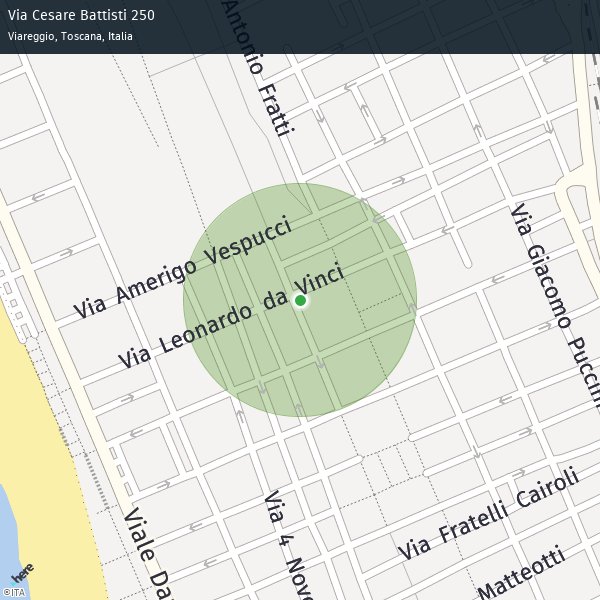 Via Cesare Battisti 250
Viareggio, Toscana, Italia
Antonio Fratti
Via Amerigo Vespucci
Via Leonardo da Vinci
Via Giacomo Puccini
Via 4 Nove
Via Fratelli Cairoli
Viale Da
Matteotti
here
©ITA